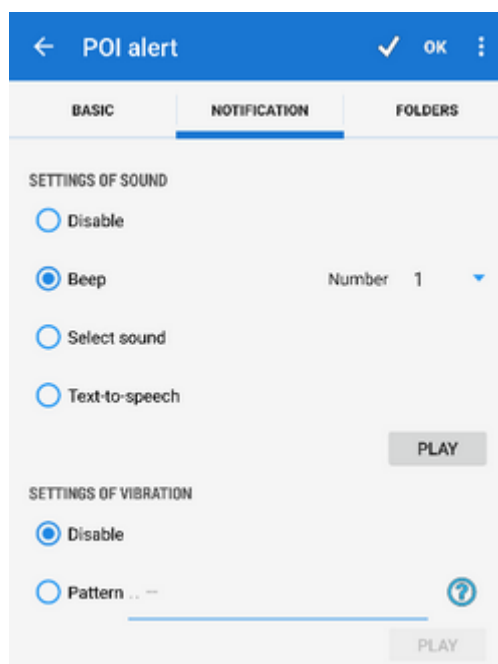 POI alert OK
BASIC NOTIFICATION FOLDERS
SETTINGS OF SOUND
Disable
Beep Number 1
Select sound
Text-to-speech
PLAY
SETTINGS OF VIBRATION
Disable
Pattern .. –
?
PLAY